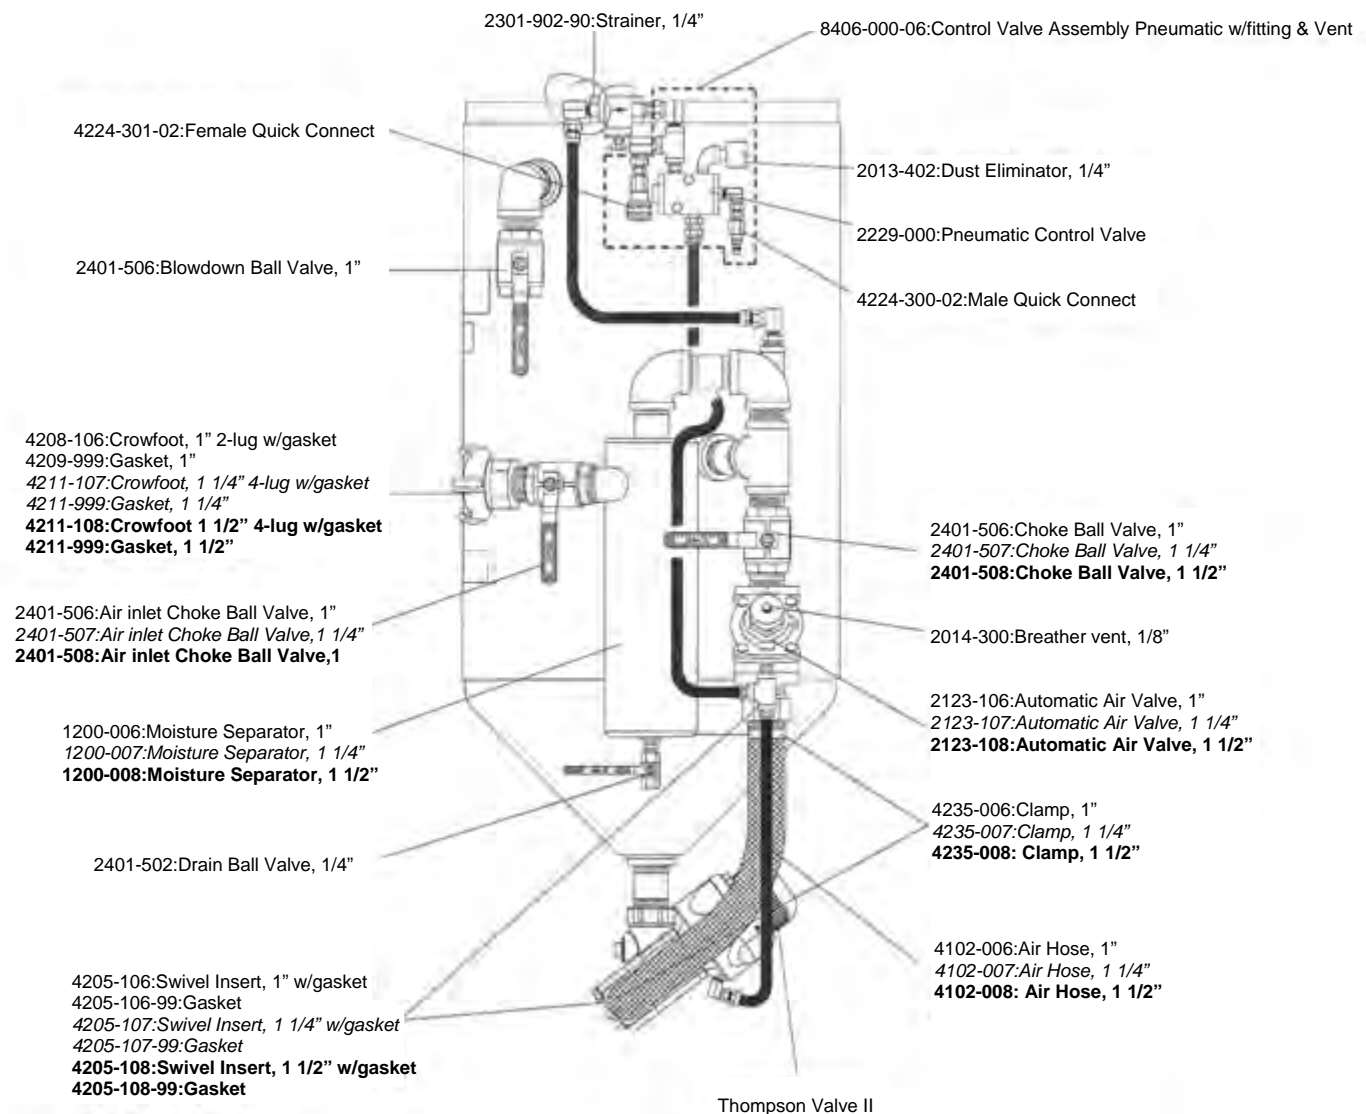 2301-902-90:Strainer, 1/4”
8406-000-06:Control Valve Assembly Pneumatic w/fitting & Vent
4224-301-02:Female Quick Connect
2013-402:Dust Eliminator, 1/4”
2229-000:Pneumatic Control Valve
2401-506:Blowdown Ball Valve, 1”
4224-300-02:Male Quick Connect
4208-106:Crowfoot, 1” 2-lug w/gasket
4209-999:Gasket, 1”
4211-107:Crowfoot, 1 1/4” 4-lug w/gasket
4211-999:Gasket, 1 1/4”
4211-108:Crowfoot 1 1/2” 4-lug w/gasket
4211-999:Gasket, 1 1/2”
2401-506:Choke Ball Valve, 1”
2401-507:Choke Ball Valve, 1 1/4”
2401-508:Choke Ball Valve, 1 1/2”
2401-506:Air inlet Choke Ball Valve, 1”
2401-507:Air inlet Choke Ball Valve,1 1/4”
2401-508:Air inlet Choke Ball Valve,1
2014-300:Breather vent, 1/8”
2123-106:Automatic Air Valve, 1”
2123-107:Automatic Air Valve, 1 1/4”
2123-108:Automatic Air Valve, 1 1/2”
1200-006:Moisture Separator, 1”
1200-007:Moisture Separator, 1 1/4”
1200-008:Moisture Separator, 1 1/2”
4235-006:Clamp, 1”
4235-007:Clamp, 1 1/4”
4235-008: Clamp, 1 1/2”
2401-502:Drain Ball Valve, 1/4”
4102-006:Air Hose, 1”
4102-007:Air Hose, 1 1/4”
4102-008: Air Hose, 1 1/2”
4205-106:Swivel Insert, 1” w/gasket
4205-106-99:Gasket
4205-107:Swivel Insert, 1 1/4” w/gasket
4205-107-99:Gasket
4205-108:Swivel Insert, 1 1/2” w/gasket
4205-108-99:Gasket
Thompson Valve II